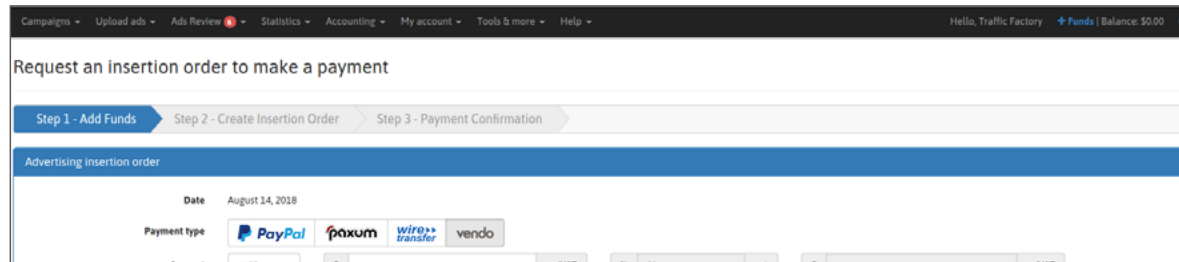 Campaigns Upload ads Ads Review 6 Statistics Accounting My account Tools & more Help Hello, Traffic Factory + Funds | Balance: $0.00
Request an insertion order to make a payment
Step 1 - Add Funds Step 2 - Create Insertion Order Step 3 - Payment Confirmation
Advertising insertion order
Date August 14, 2018
Payment type PayPal paxum wire transfer vendo